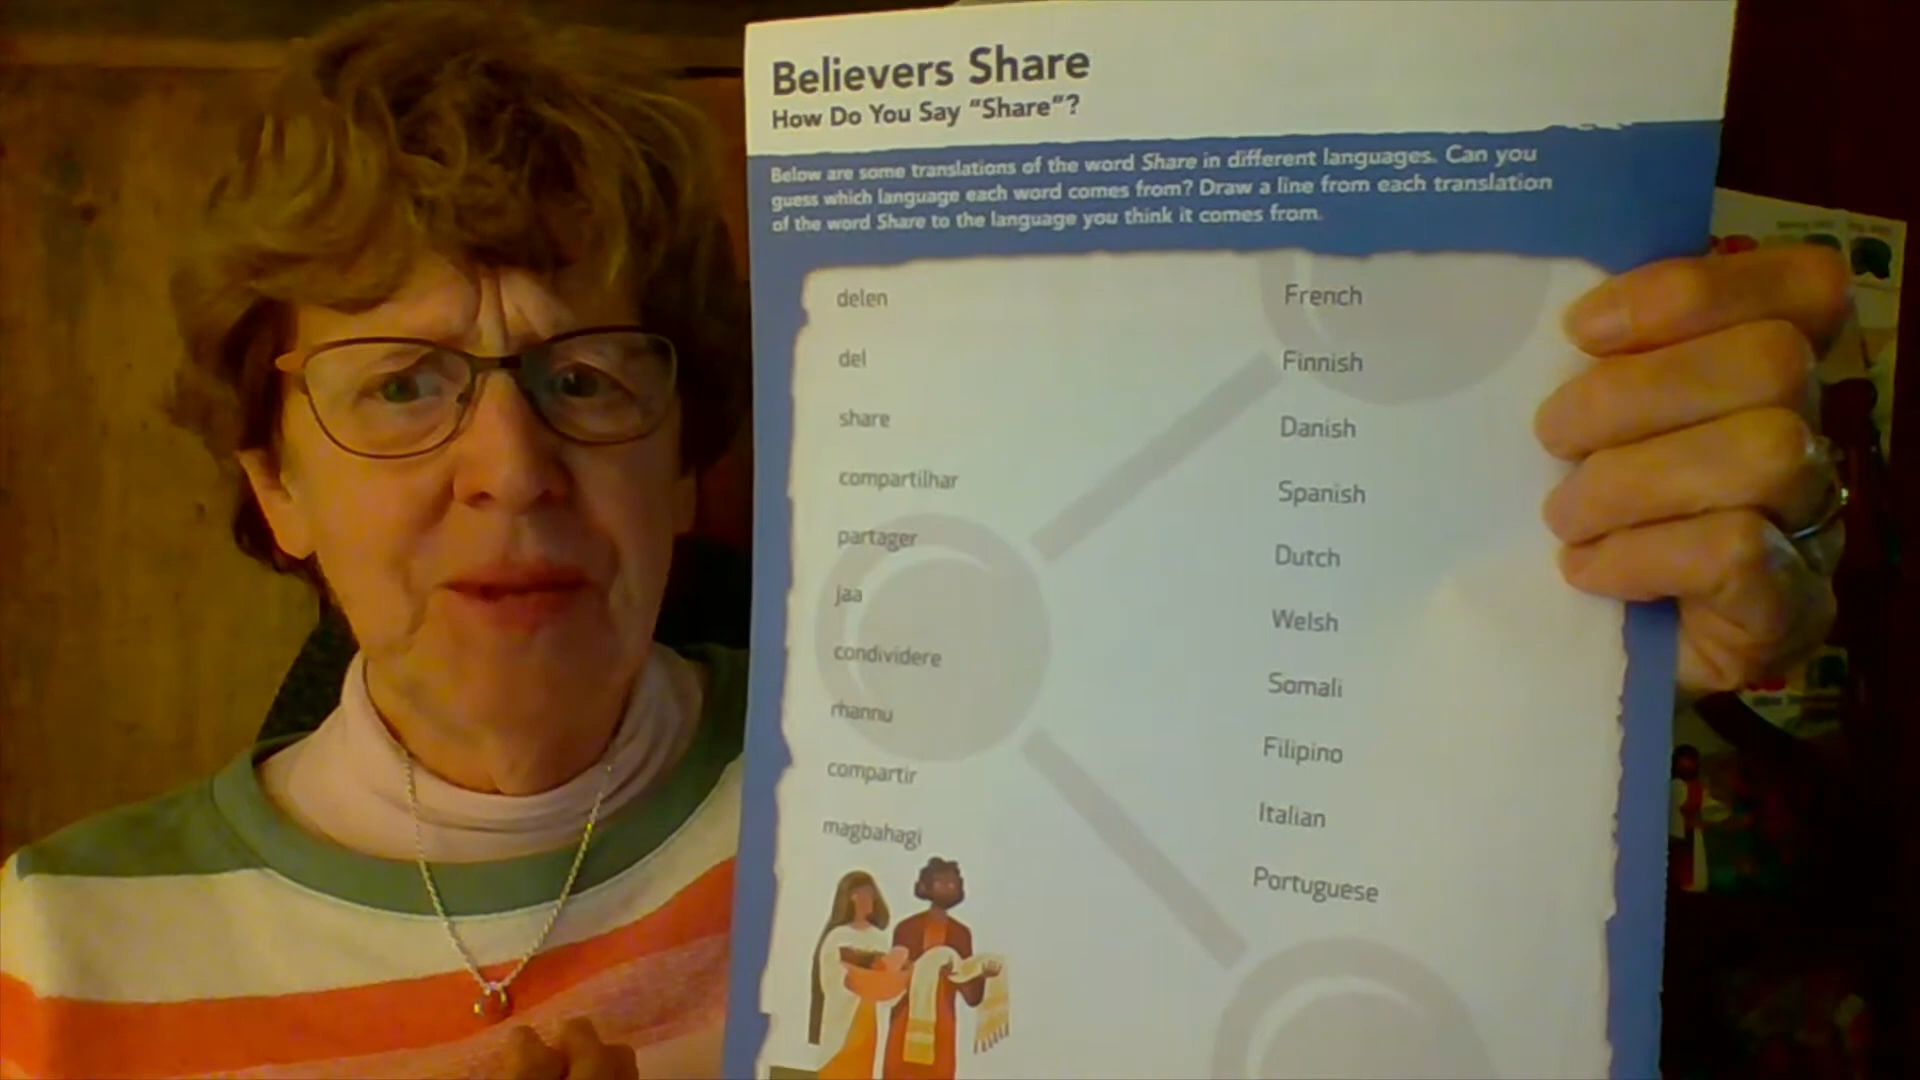 Believers Share
How Do You Say “Share”?
Below are some translations of the word Share in different languages. Can you
guess which language each word comes from? Draw a line from each translation
of the word Share to the language you think it comes from.
delen
del
share
compartilhar
partager
jaa
condividere
rhannu
compartir
magbahagi
French
Finnish
Danish
Spanish
Dutch
Welsh
Somali
Filipino
Italian
Portuguese